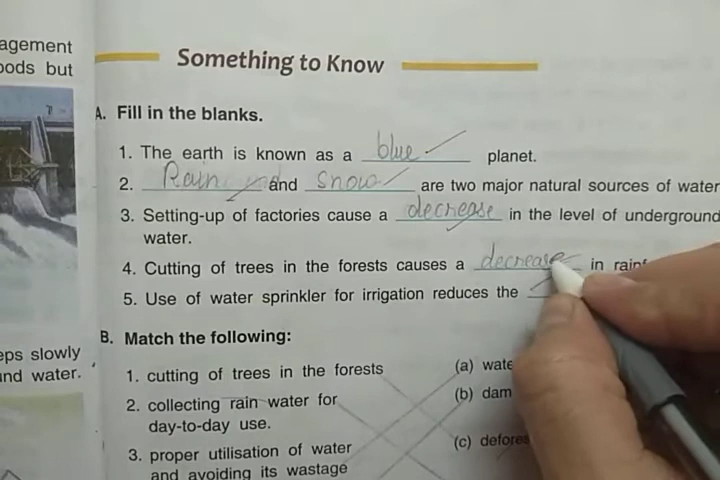 agement
oods but
Something to Know
A. Fill in the blanks.
1. The earth is known as a blue planet.
2. Rain and Snow are two major natural sources of water
3. Setting-up of factories cause a decrease in the level of underground
water.
4. Cutting of trees in the forests causes a decrease in
5. Use of water sprinkler for irrigation reduces the
eps slowly
und water.
B. Match the following:
1. cutting of trees in the forests (a)
2. collecting rain water for (b) dam
day-to-day use.
3. proper utilisation of water (c)
and avoiding its wastage